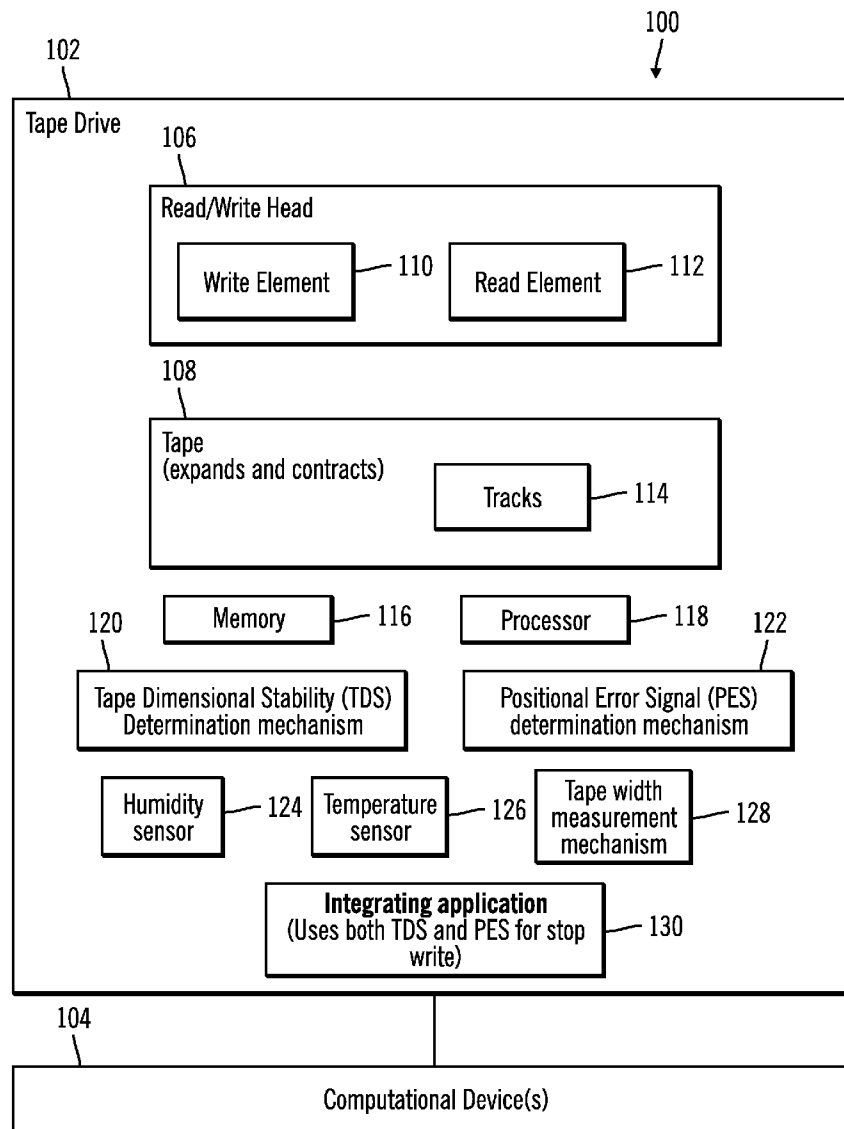 100
102
Tape Drive
106
Read/Write Head
Write Element
110
Read Element
112
108
Tape
(expands and contracts)
Tracks
114
Memory
116
Processor
118
120
122
Tape Dimensional Stability (TDS)
Determination mechanism
Positional Error Signal (PES)
determination mechanism
Humidity
sensor
124
Temperature
sensor
126
Tape width
measurement
mechanism
128
Integrating application
(Uses both TDS and PES for stop
write)
130
104
Computational Device(s)